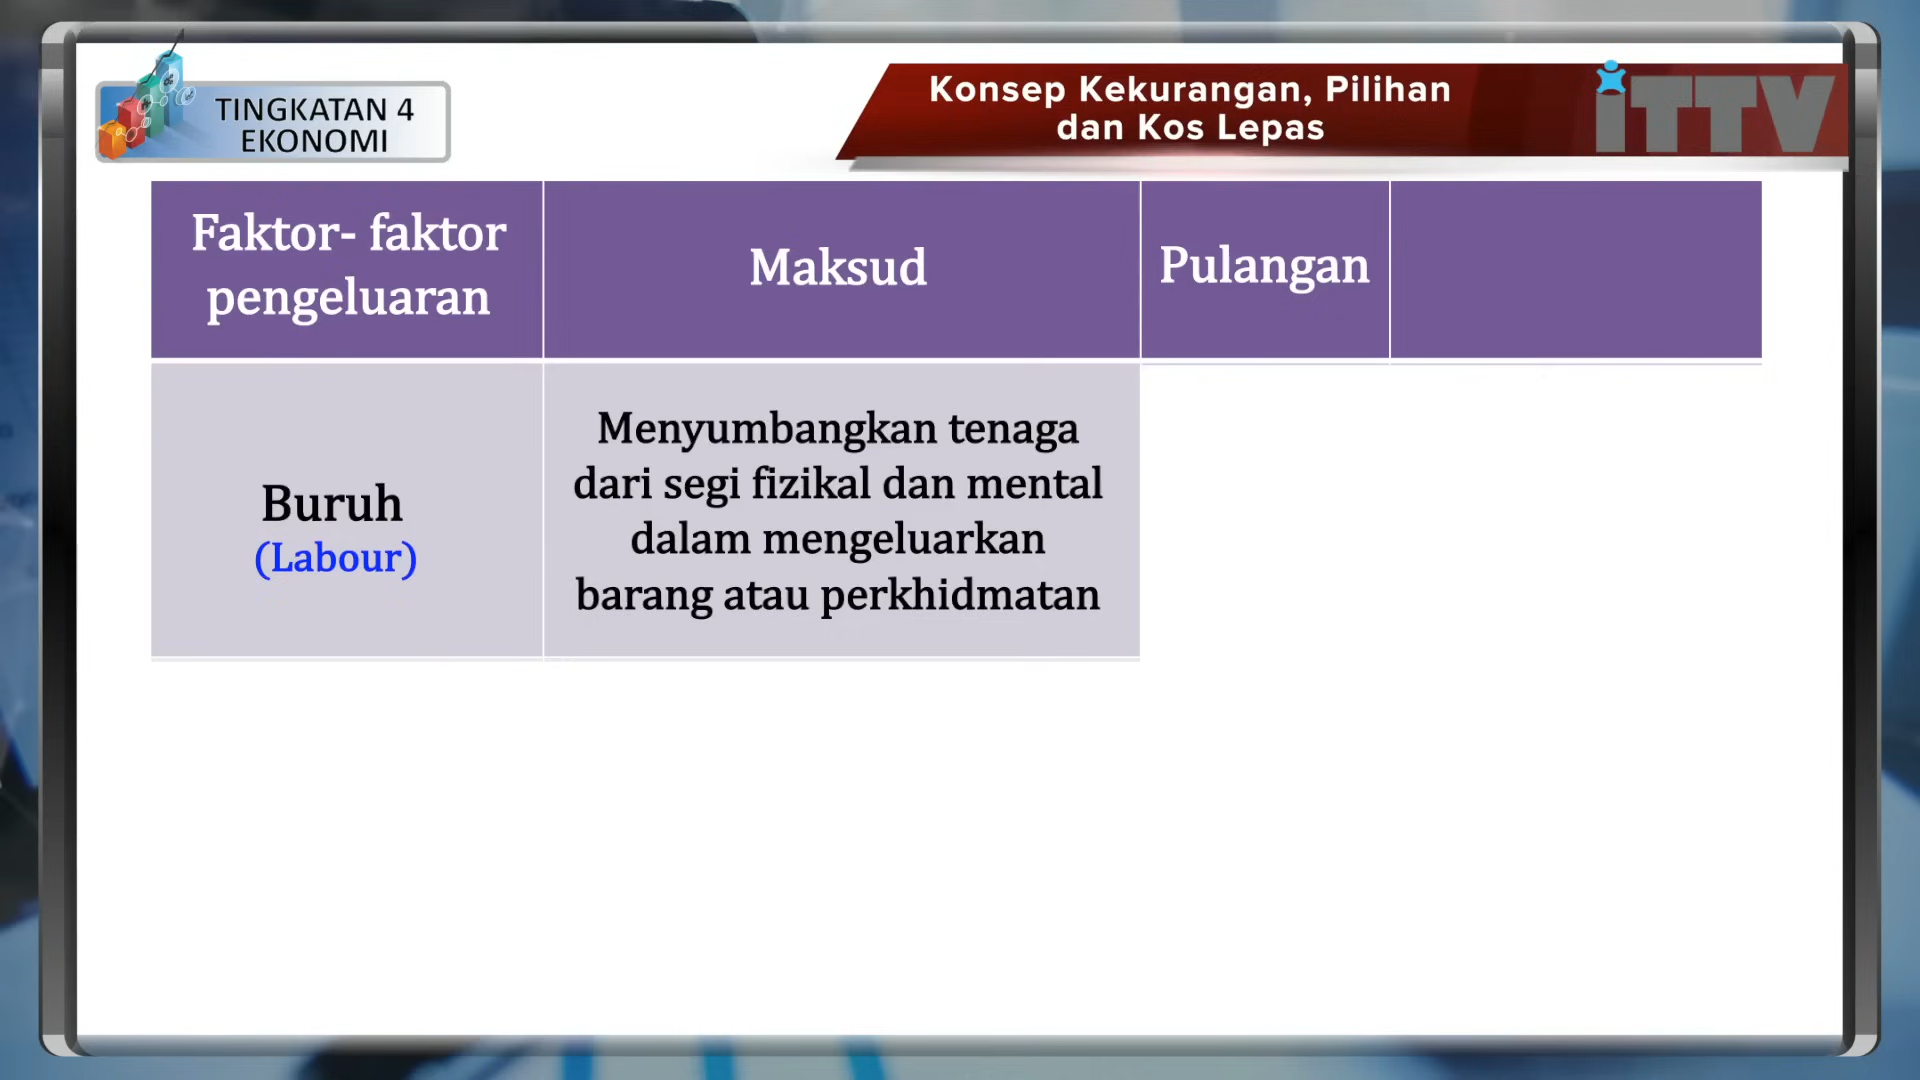 TINGKATAN 4
EKONOMI
Konsep Kekurangan, Pilihan
dan Kos Lepas
iTTV
Faktor- faktor
pengeluaran
Maksud
Pulangan
Buruh
(Labour)
Menyumbangkan tenaga
dari segi fizikal dan mental
dalam mengeluarkan
barang atau perkhidmatan